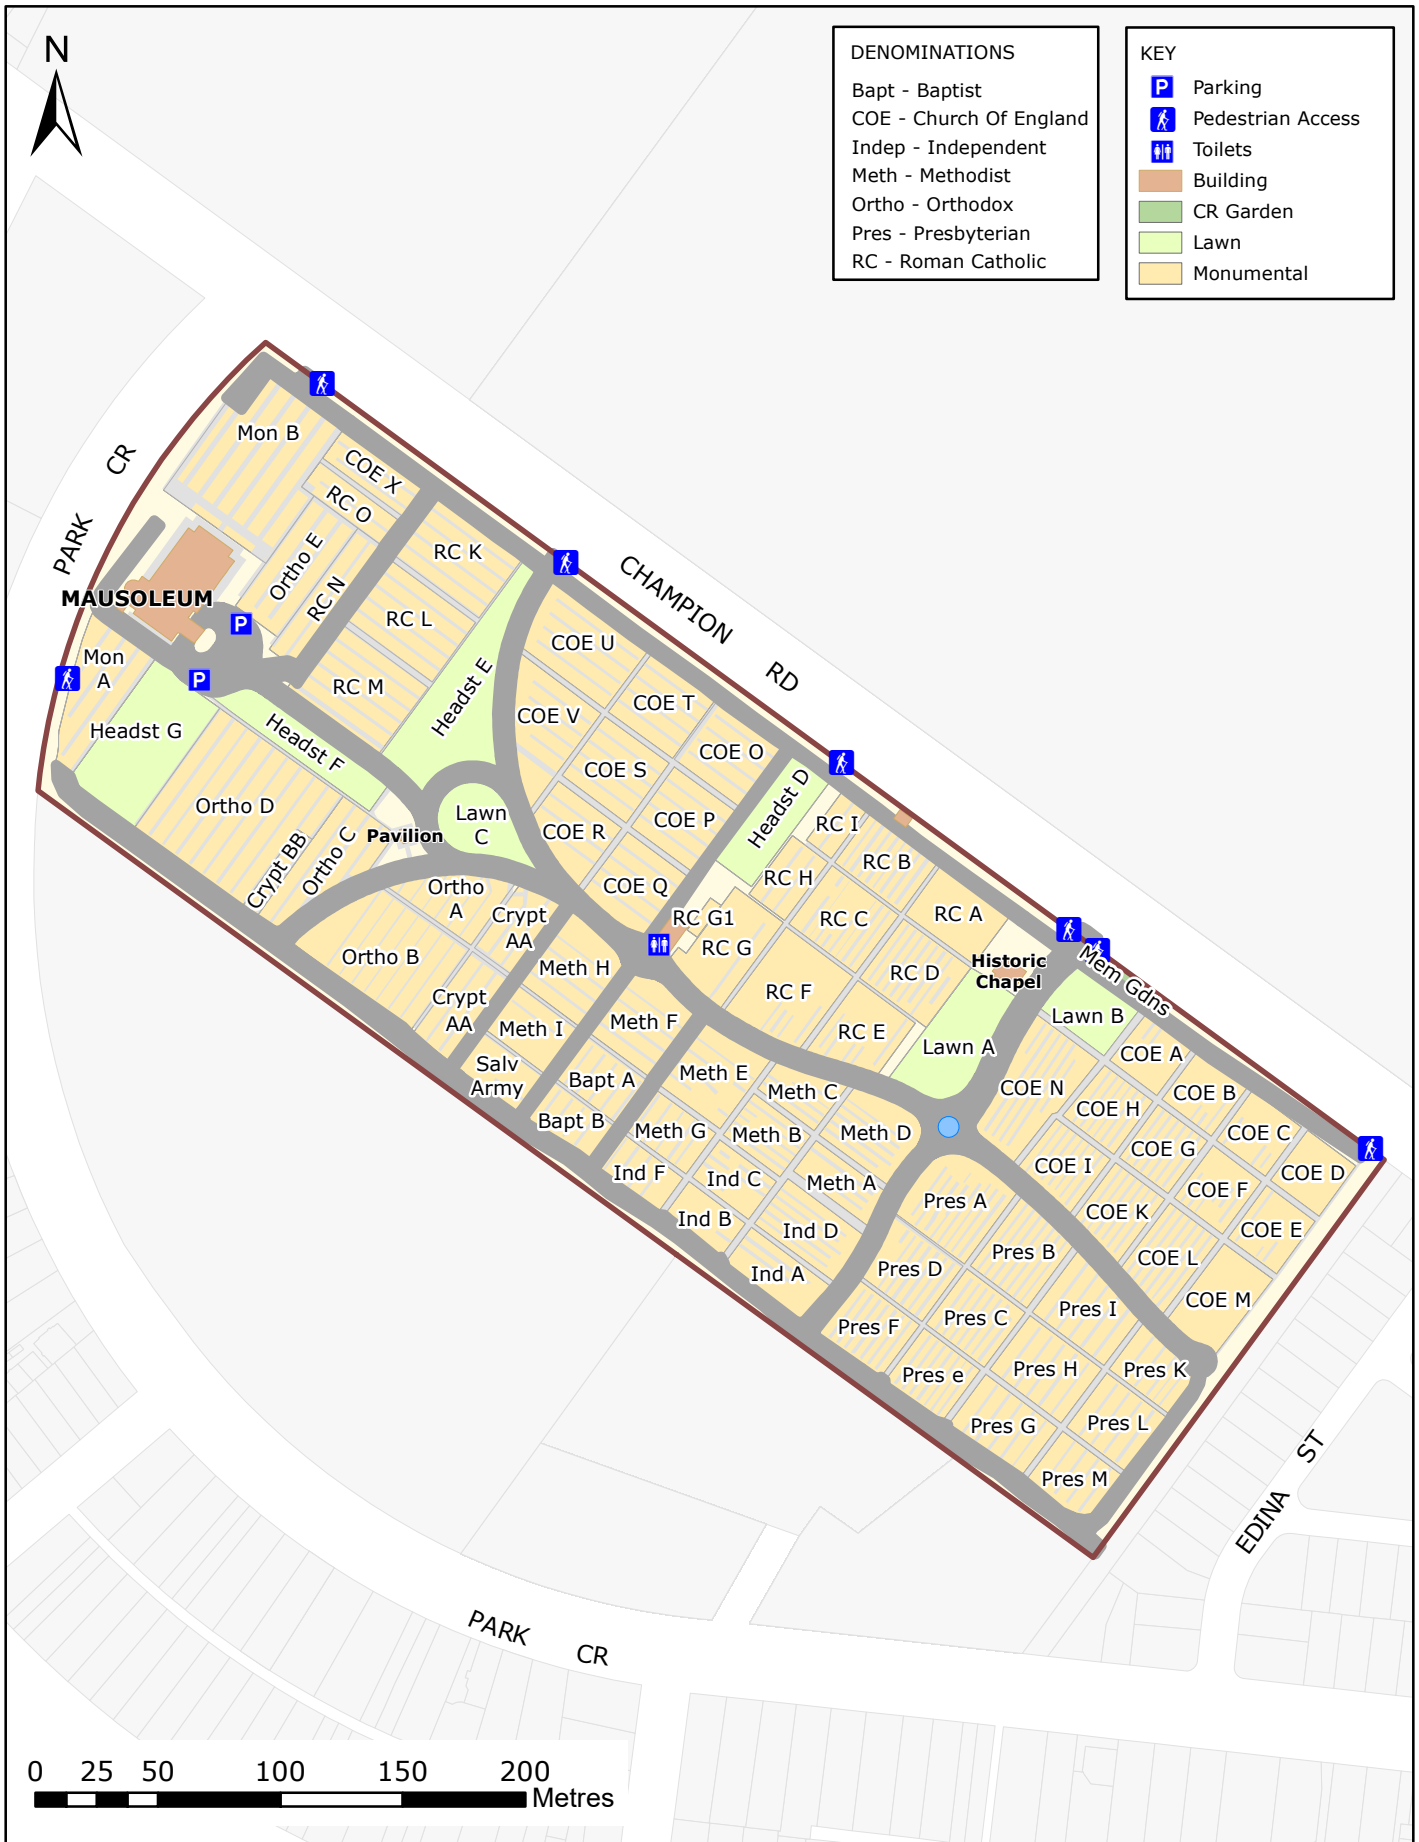 N
DENOMINATIONS
Bapt - Baptist
COE - Church Of England
Indep - Independent
Meth - Methodist
Ortho - Orthodox
Pres - Presbyterian
RC - Roman Catholic
KEY
P Parking
Pedestrian Access
Toilets
Building
CR Garden
Lawn
Monumental
PARK CR
CHAMPION RD
Mon B
COE X
RC O
Ortho E
RC N
RC K
RC L
RC M
MAUSOLEUM
P
P
Mon
A
Headst G
Headst F
Headst E
Ortho D
Crypt BB
Ortho C
Pavilion
Lawn
C
COE U
COE T
COE V
COE O
COE S
COE P
COE R
COE Q
Headst D
RC I
RC B
RC H
RC A
RC C
RC G1
RC G
RC D
RC F
RC E
Historic
Chapel
Mem Gdns
Lawn B
Lawn A
Ortho
A
Crypt
AA
Ortho B
Crypt
AA
Meth H
Meth I
Salv
Army
Meth F
Bapt A
Bapt B
Meth E
Meth C
Meth G
Meth B
Meth D
Ind F
Ind C
Meth A
Ind B
Ind D
Ind A
COE N
COE A
COE B
COE H
COE C
COE G
COE D
COE I
COE F
COE K
COE E
COE L
COE M
Pres A
Pres B
Pres D
Pres I
Pres C
Pres F
Pres H
Pres K
Pres e
Pres G
Pres L
Pres M
EDINA ST
PARK CR
0 25 50 100 150 200
Metres